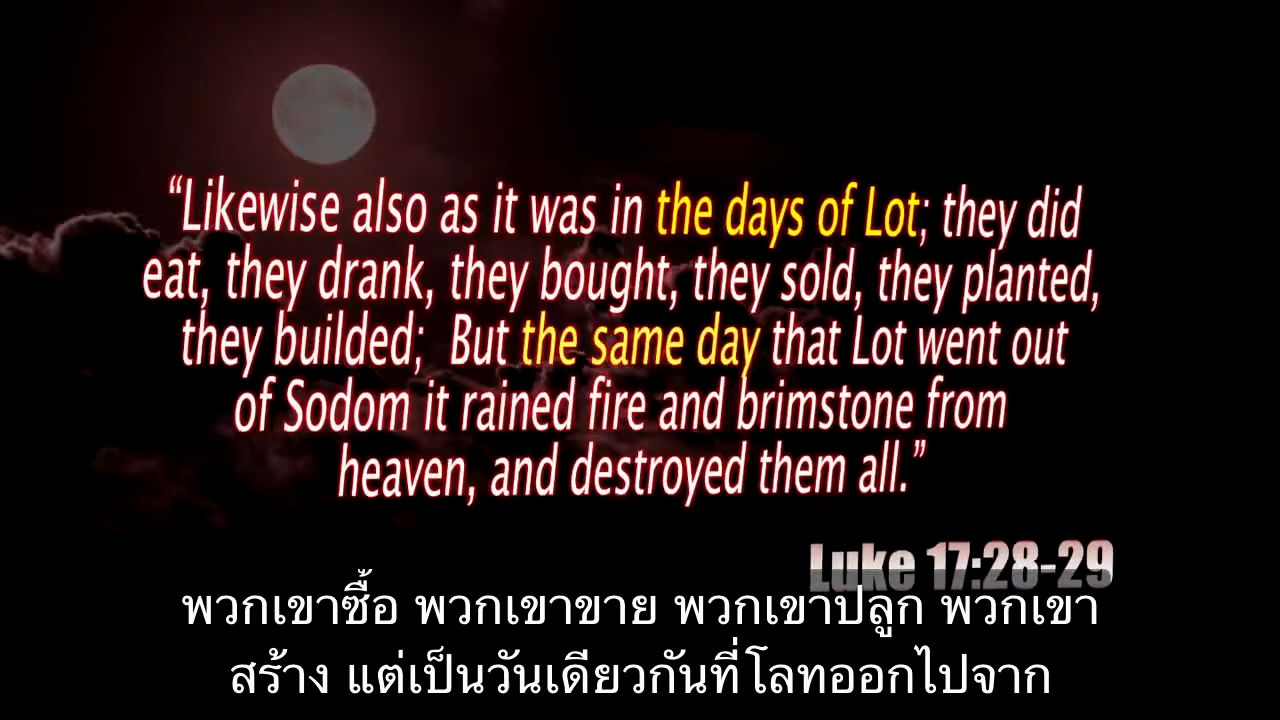 “Likewise also as it was in the days of Lot; they did
eat, they drank, they bought, they sold, they planted,
they builded;  But the same day that Lot went out
of Sodom it rained fire and brimstone from
heaven, and destroyed them all.”
Luke 17:28-29
พวกเขาซื้อ พวกเขาขาย พวกเขาปลูก พวกเขา
สร้าง แต่เป็นวันเดียวกันที่โลทออกไปจาก